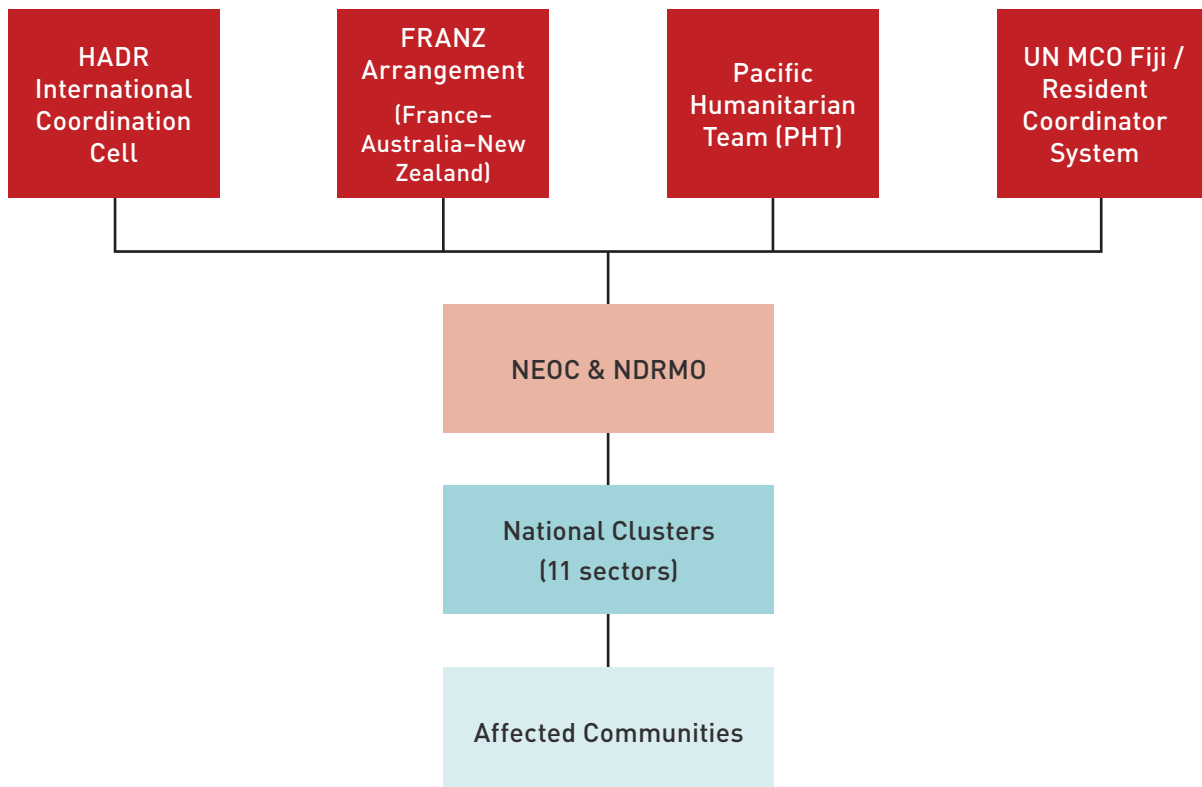 HADR
International
Coordination
Cell
FRANZ
Arrangement
(France–
Australia–New
Zealand)
Pacific
Humanitarian
Team (PHT)
UN MCO Fiji /
Resident
Coordinator
System
NEOC & NDRMO
National Clusters
(11 sectors)
Affected Communities